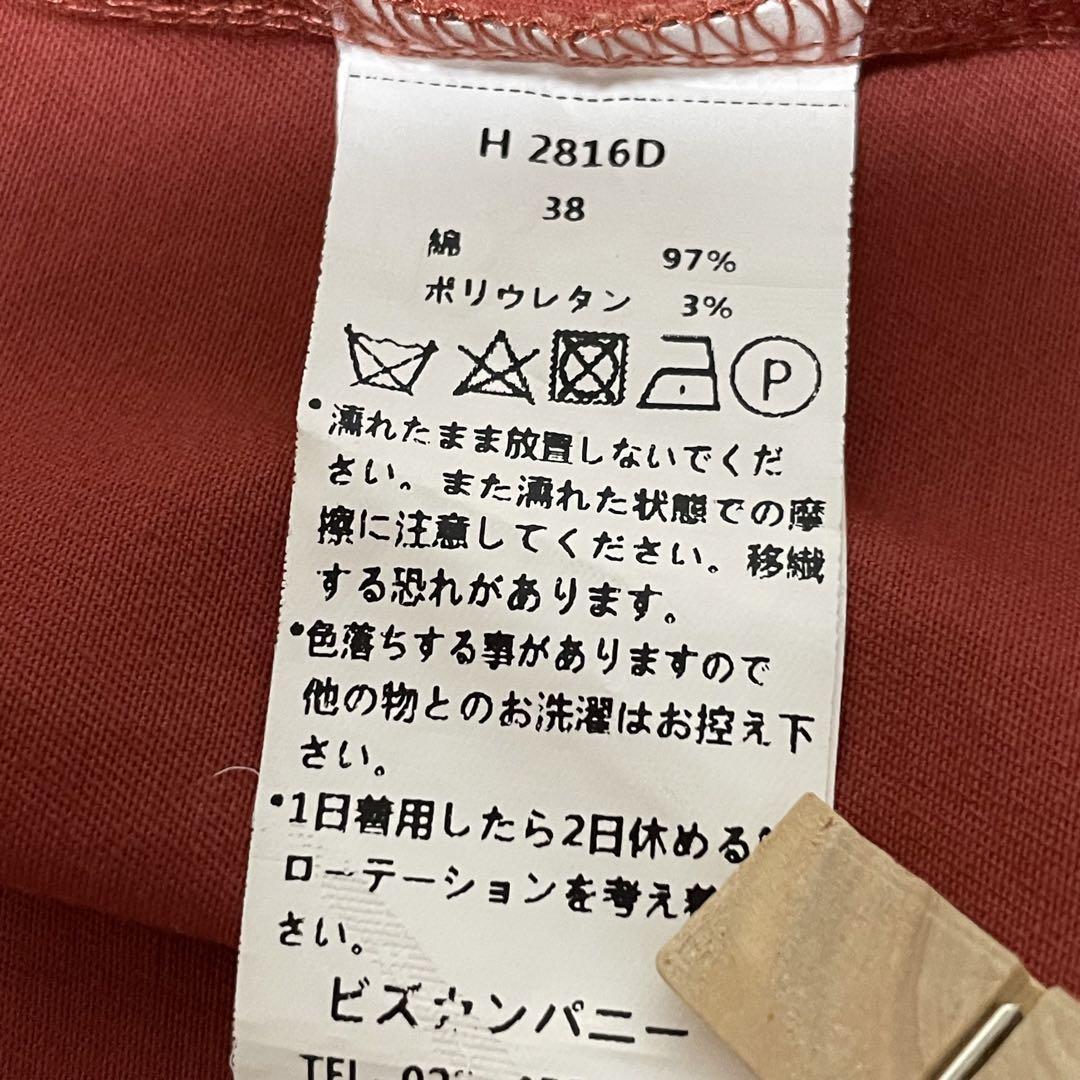 H 2816D
38
綿 97%
ポリウレタン 3%
P
・濡れたまま放置しないでくだ
さい。また濡れた状態での摩
擦に注意してください。移繊
する恐れがあります。
・色落ちする事がありますので
他の物とのお洗濯はお控え下
さい。
・1日着用したら2日休める
ローテーションを考え着
さい。
ビズカンパニー
TEL